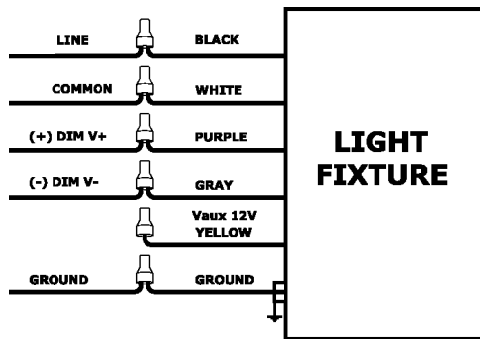 LINE BLACK
COMMON WHITE
(+) DIM V+ PURPLE
(-) DIM V- GRAY
Vaux 12V
YELLOW
GROUND GROUND
LIGHT
FIXTURE